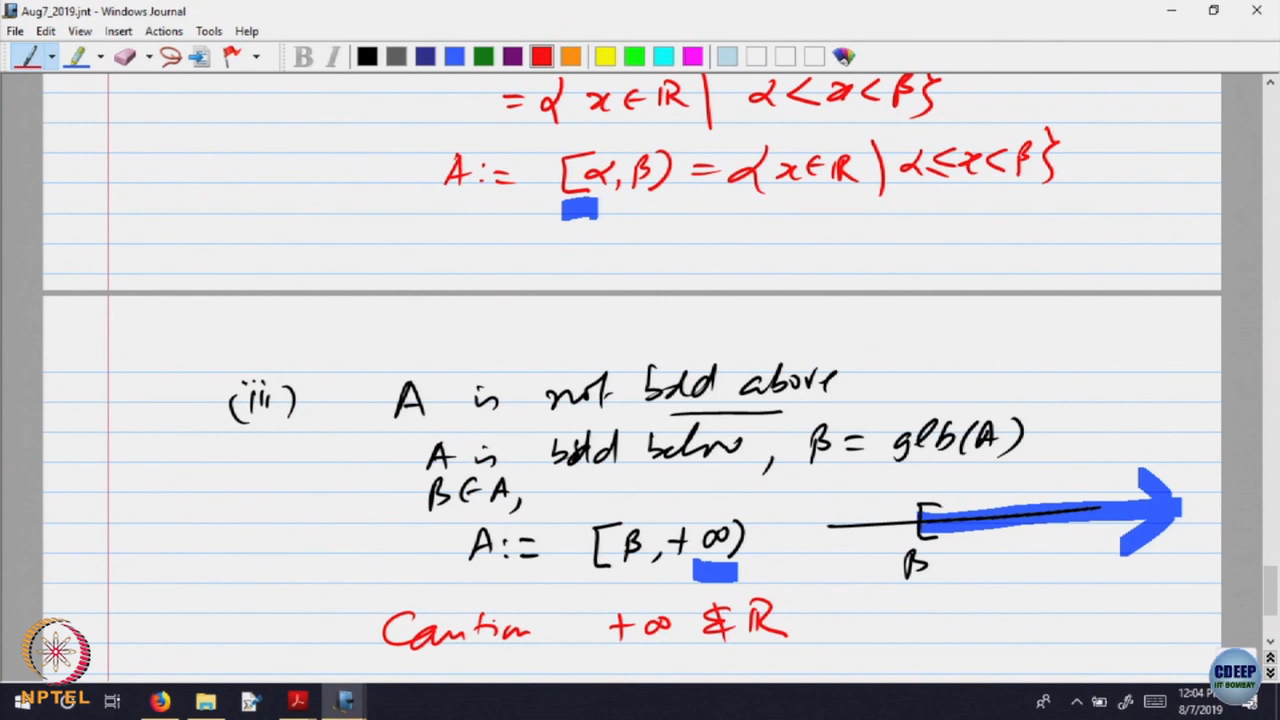 Aug7_2019.jnt - Windows Journal
File Edit View Insert Actions Tools Help
B I
= { x ∈ ℝ | α < x < β}
A := [α, β) = { x ∈ ℝ | α ≤ x < β}
(iii) A is not bdd above
A is bdd below, β = glb(A)
β ∈ A,
A := [β, +∞)
β
Caution +∞ ∉ ℝ
NPTEL
CDEEP
IIT BOMBAY
12:04 P
8/7/2019